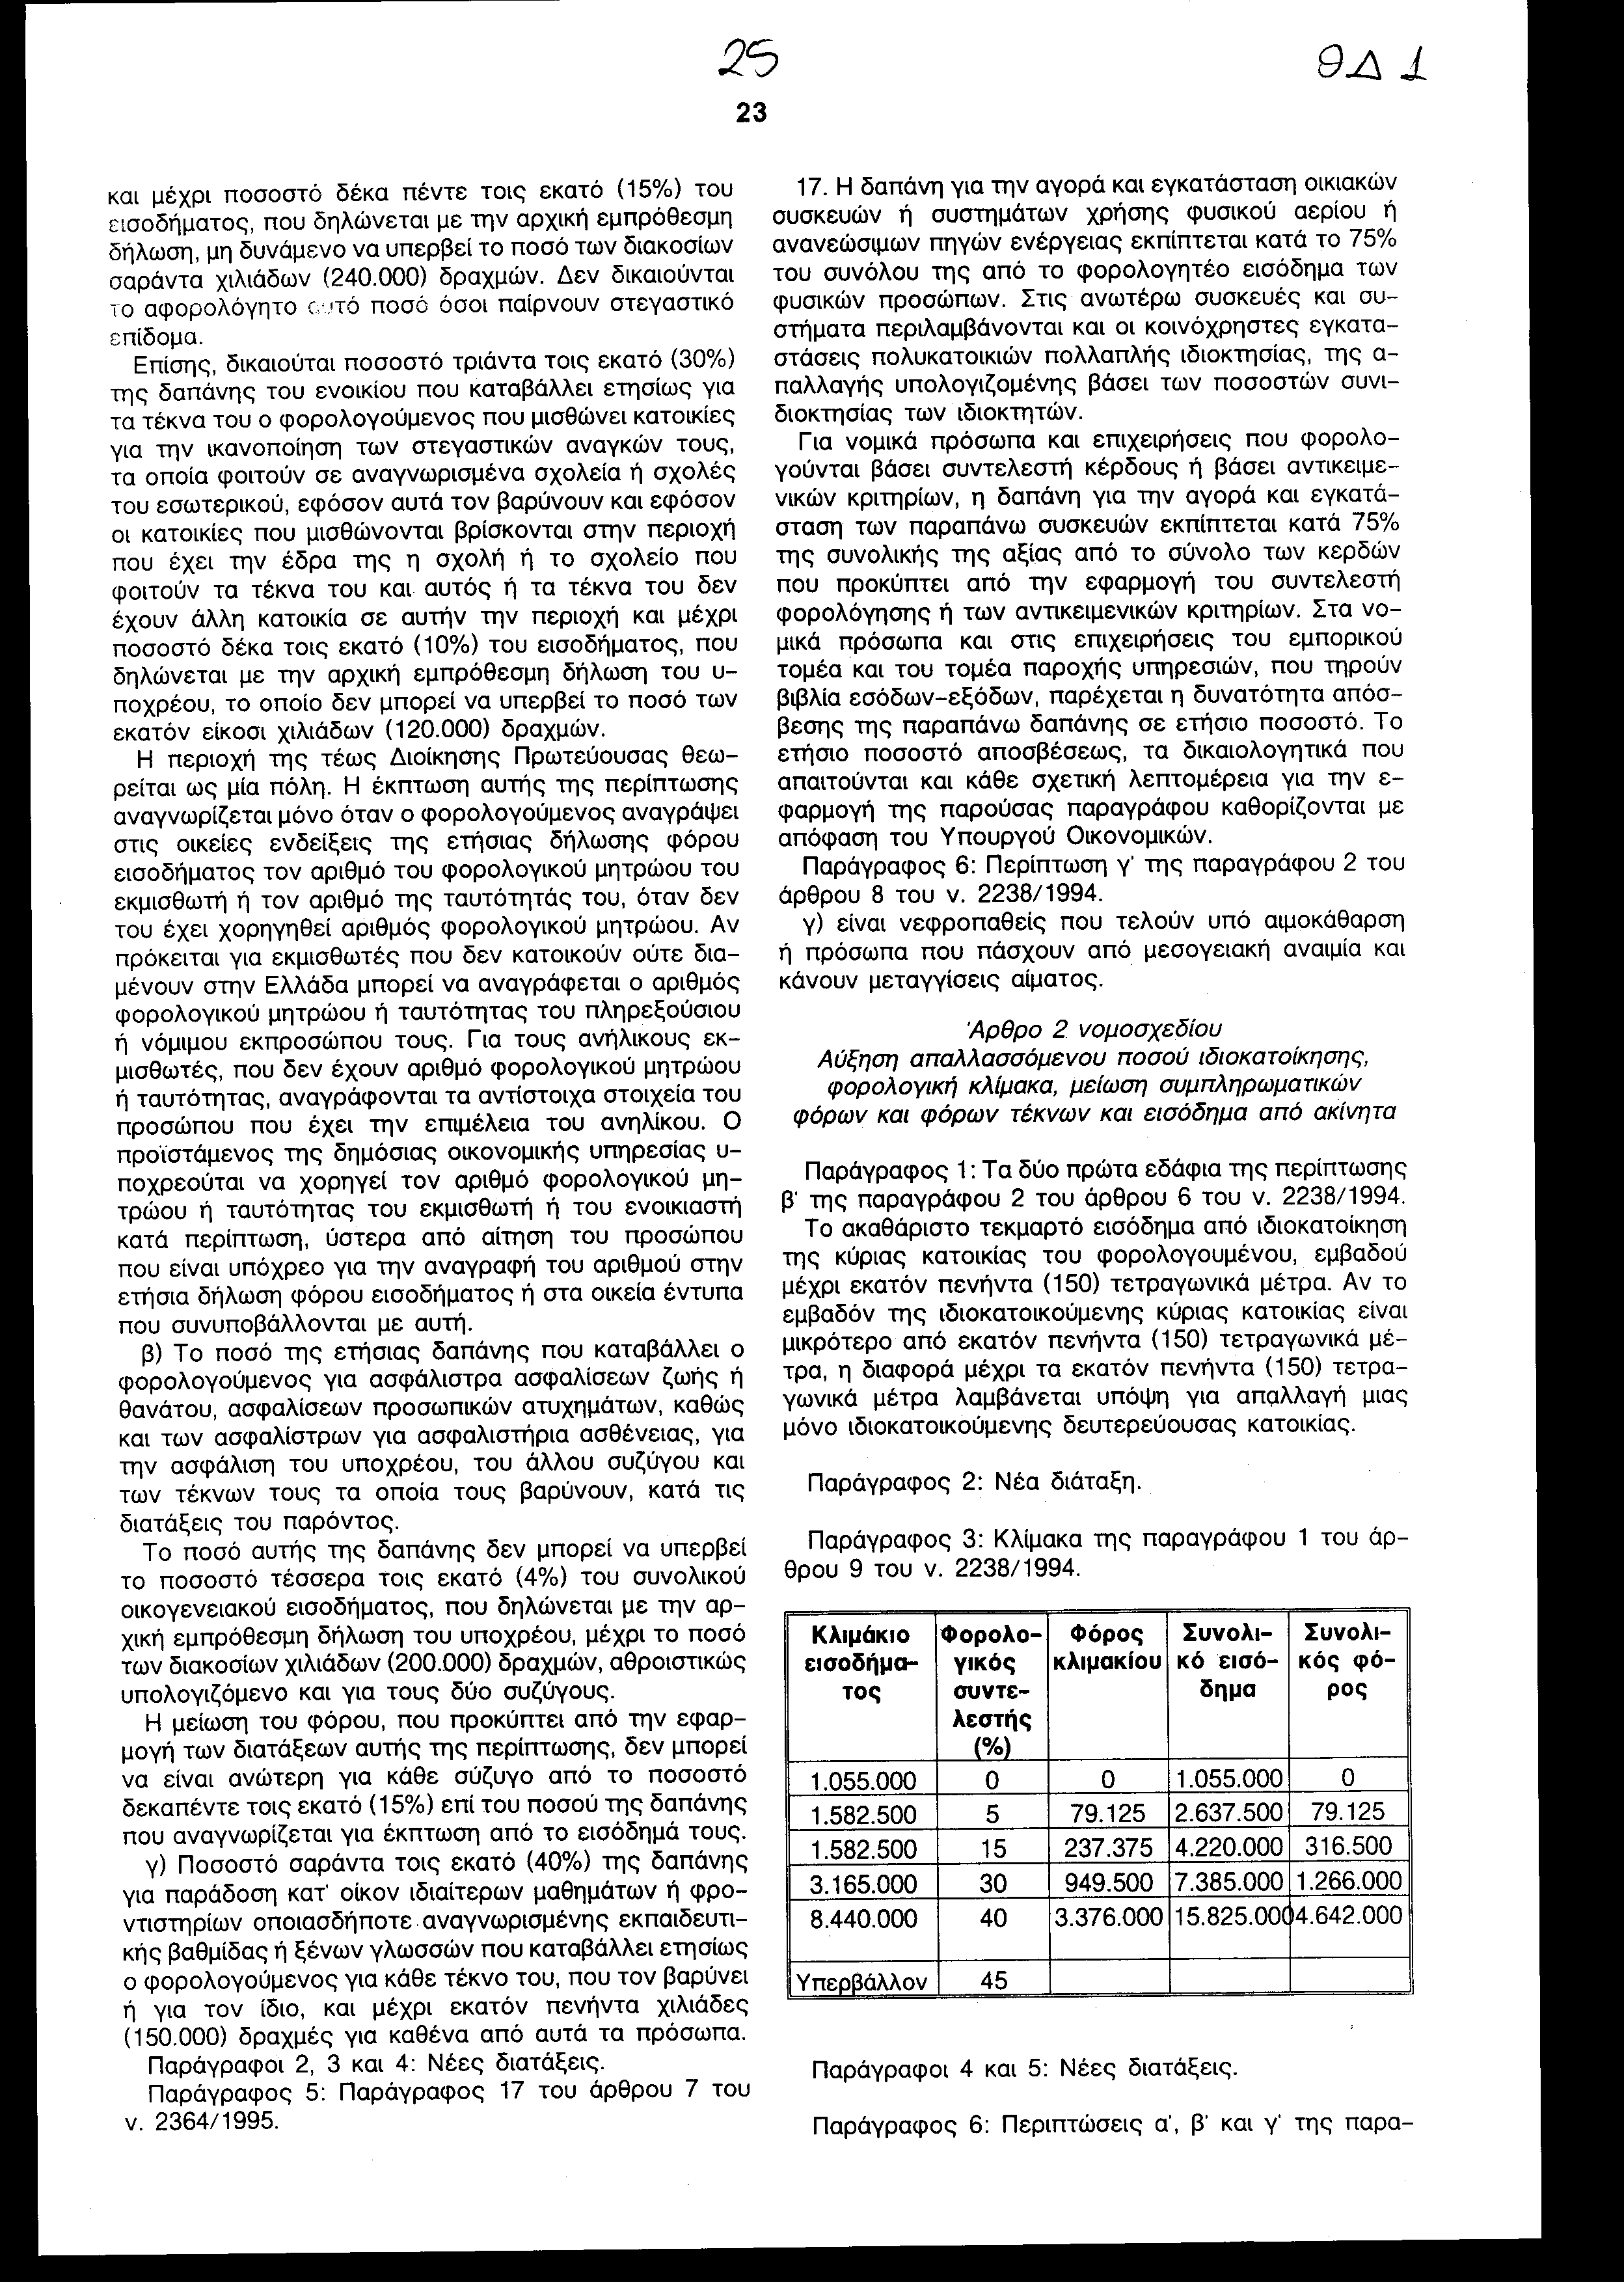 25
ΘΔ 1
23
και μέχρι ποσοστό δέκα πέντε τοις εκατό (15%) του
εισοδήματος, που δηλώνεται με την αρχική εμπρόθεσμη
δήλωση, μη δυνάμενο να υπερβεί το ποσό των διακοσίων
σαράντα χιλιάδων (240.000) δραχμών. Δεν δικαιούνται
το αφορολόγητο αυτό ποσό όσοι παίρνουν στεγαστικό
επίδομα.
Επίσης, δικαιούται ποσοστό τριάντα τοις εκατό (30%)
της δαπάνης του ενοικίου που καταβάλλει ετησίως για
τα τέκνα του ο φορολογούμενος που μισθώνει κατοικίες
για την ικανοποίηση των στεγαστικών αναγκών τους,
τα οποία φοιτούν σε αναγνωρισμένα σχολεία ή σχολές
του εσωτερικού, εφόσον αυτά τον βαρύνουν και εφόσον
οι κατοικίες που μισθώνονται βρίσκονται στην περιοχή
που έχει την έδρα της η σχολή ή το σχολείο που
φοιτούν τα τέκνα του και αυτός ή τα τέκνα του δεν
έχουν άλλη κατοικία σε αυτήν την περιοχή και μέχρι
ποσοστό δέκα τοις εκατό (10%) του εισοδήματος, που
δηλώνεται με την αρχική εμπρόθεσμη δήλωση του υ-
ποχρέου, το οποίο δεν μπορεί να υπερβεί το ποσό των
εκατόν είκοσι χιλιάδων (120.000) δραχμών.
Η περιοχή της τέως Διοίκησης Πρωτεύουσας θεω-
ρείται ως μία πόλη. Η έκπτωση αυτής της περίπτωσης
αναγνωρίζεται μόνο όταν ο φορολογούμενος αναγράψει
στις οικείες ενδείξεις της ετήσιας δήλωσης φόρου
εισοδήματος τον αριθμό του φορολογικού μητρώου του
εκμισθωτή ή τον αριθμό της ταυτότητάς του, όταν δεν
του έχει χορηγηθεί αριθμός φορολογικού μητρώου. Αν
πρόκειται για εκμισθωτές που δεν κατοικούν ούτε δια-
μένουν στην Ελλάδα μπορεί να αναγράφεται ο αριθμός
φορολογικού μητρώου ή ταυτότητας του πληρεξούσιου
ή νόμιμου εκπροσώπου τους. Για τους ανήλικους εκ-
μισθωτές, που δεν έχουν αριθμό φορολογικού μητρώου
ή ταυτότητας, αναγράφονται τα αντίστοιχα στοιχεία του
προσώπου που έχει την επιμέλεια του ανηλίκου. Ο
προϊστάμενος της δημόσιας οικονομικής υπηρεσίας υ-
ποχρεούται να χορηγεί τον αριθμό φορολογικού μη-
τρώου ή ταυτότητας του εκμισθωτή ή του ενοικιαστή
κατά περίπτωση, ύστερα από αίτηση του προσώπου
που είναι υπόχρεο για την αναγραφή του αριθμού στην
ετήσια δήλωση φόρου εισοδήματος ή στα οικεία έντυπα
που συνυποβάλλονται με αυτή.
β) Το ποσό της ετήσιας δαπάνης που καταβάλλει ο
φορολογούμενος για ασφάλιστρα ασφαλίσεων ζωής ή
θανάτου, ασφαλίσεων προσωπικών ατυχημάτων, καθώς
και των ασφαλίστρων για ασφαλιστήρια ασθένειας, για
την ασφάλιση του υποχρέου, του άλλου συζύγου και
των τέκνων τους τα οποία τους βαρύνουν, κατά τις
διατάξεις του παρόντος.
Το ποσό αυτής της δαπάνης δεν μπορεί να υπερβεί
το ποσοστό τέσσερα τοις εκατό (4%) του συνολικού
οικογενειακού εισοδήματος, που δηλώνεται με την αρ-
χική εμπρόθεσμη δήλωση του υποχρέου, μέχρι το ποσό
των διακοσίων χιλιάδων (200.000) δραχμών, αθροιστικώς
υπολογιζόμενο και για τους δύο συζύγους.
Η μείωση του φόρου, που προκύπτει από την εφαρ-
μογή των διατάξεων αυτής της περίπτωσης, δεν μπορεί
να είναι ανώτερη για κάθε σύζυγο από το ποσοστό
δεκαπέντε τοις εκατό (15%) επί του ποσού της δαπάνης
που αναγνωρίζεται για έκπτωση από το εισόδημά τους.
γ) Ποσοστό σαράντα τοις εκατό (40%) της δαπάνης
για παράδοση κατ' οίκον ιδιαίτερων μαθημάτων ή φρο-
ντιστηρίων οποιασδήποτε αναγνωρισμένης εκπαιδευτι-
κής βαθμίδας ή ξένων γλωσσών που καταβάλλει ετησίως
ο φορολογούμενος για κάθε τέκνο του, που τον βαρύνει
ή για τον ίδιο, και μέχρι εκατόν πενήντα χιλιάδες
(150.000) δραχμές για καθένα από αυτά τα πρόσωπα.
Παράγραφοι 2, 3 και 4: Νέες διατάξεις.
Παράγραφος 5: Παράγραφος 17 του άρθρου 7 του
ν. 2364/1995.
17. Η δαπάνη για την αγορά και εγκατάσταση οικιακών
συσκευών ή συστημάτων χρήσης φυσικού αερίου ή
ανανεώσιμων πηγών ενέργειας εκπίπτεται κατά το 75%
του συνόλου της από το φορολογητέο εισόδημα των
φυσικών προσώπων. Στις ανωτέρω συσκευές και συ-
στήματα περιλαμβάνονται και οι κοινόχρηστες εγκατα-
στάσεις πολυκατοικιών πολλαπλής ιδιοκτησίας, της α-
παλλαγής υπολογιζομένης βάσει των ποσοστών συνι-
διοκτησίας των ιδιοκτητών.
Για νομικά πρόσωπα και επιχειρήσεις που φορολο-
γούνται βάσει συντελεστή κέρδους ή βάσει αντικειμε-
νικών κριτηρίων, η δαπάνη για την αγορά και εγκατά-
σταση των παραπάνω συσκευών εκπίπτεται κατά 75%
της συνολικής της αξίας από το σύνολο των κερδών
που προκύπτει από την εφαρμογή του συντελεστή
φορολόγησης ή των αντικειμενικών κριτηρίων. Στα νο-
μικά πρόσωπα και στις επιχειρήσεις του εμπορικού
τομέα και του τομέα παροχής υπηρεσιών, που τηρούν
βιβλία εσόδων-εξόδων, παρέχεται η δυνατότητα απόσ-
βεσης της παραπάνω δαπάνης σε ετήσιο ποσοστό. Το
ετήσιο ποσοστό αποσβέσεως, τα δικαιολογητικά που
απαιτούνται και κάθε σχετική λεπτομέρεια για την ε-
φαρμογή της παρούσας παραγράφου καθορίζονται με
απόφαση του Υπουργού Οικονομικών.
Παράγραφος 6: Περίπτωση γ' της παραγράφου 2 του
άρθρου 8 του ν. 2238/1994.
γ) είναι νεφροπαθείς που τελούν υπό αιμοκάθαρση
ή πρόσωπα που πάσχουν από μεσογειακή αναιμία και
κάνουν μεταγγίσεις αίματος.
'Αρθρο 2 νομοσχεδίου
Αύξηση απαλλασσόμενου ποσού ιδιοκατοίκησης,
φορολογική κλίμακα, μείωση συμπληρωματικών
φόρων και φόρων τέκνων και εισόδημα από ακίνητα
Παράγραφος 1: Τα δύο πρώτα εδάφια της περίπτωσης
β' της παραγράφου 2 του άρθρου 6 του ν. 2238/1994.
Το ακαθάριστο τεκμαρτό εισόδημα από ιδιοκατοίκηση
της κύριας κατοικίας του φορολογουμένου, εμβαδού
μέχρι εκατόν πενήντα (150) τετραγωνικά μέτρα. Αν το
εμβαδόν της ιδιοκατοικούμενης κύριας κατοικίας είναι
μικρότερο από εκατόν πενήντα (150) τετραγωνικά μέ-
τρα, η διαφορά μέχρι τα εκατόν πενήντα (150) τετρα-
γωνικά μέτρα λαμβάνεται υπόψη για απαλλαγή μιας
μόνο ιδιοκατοικούμενης δευτερεύουσας κατοικίας.
Παράγραφος 2: Νέα διάταξη.
Παράγραφος 3: Κλίμακα της παραγράφου 1 του άρ-
θρου 9 του ν. 2238/1994.
Κλιμάκιο Φορολο- Φόρος Συνολι- Συνολι-
εισοδήμα- γικός κλιμακίου κό εισό- κός φό-
τος συντε- δημα ρος
λεστής
(%)
1.055.000 0 0 1.055.000 0
1.582.500 5 79.125 2.637.500 79.125
1.582.500 15 237.375 4.220.000 316.500
3.165.000 30 949.500 7.385.000 1.266.000
8.440.000 40 3.376.000 15.825.000 4.642.000
Υπερβάλλον 45
Παράγραφοι 4 και 5: Νέες διατάξεις.
Παράγραφος 6: Περιπτώσεις α', β' και γ' της παρα-